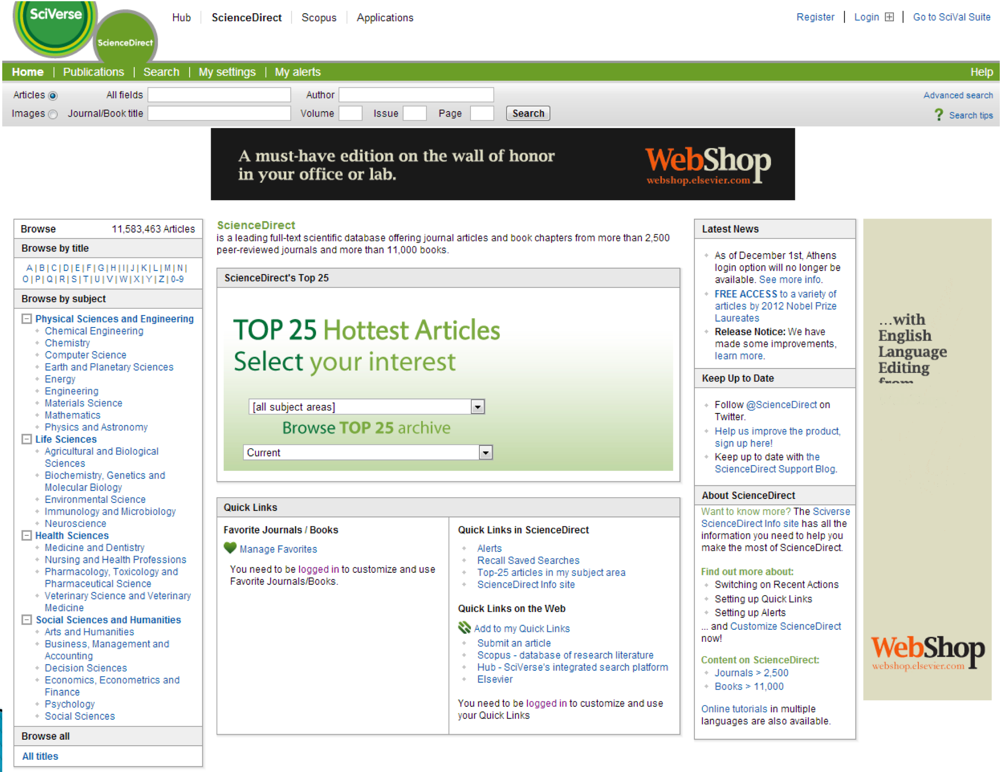 SciVerse
ScienceDirect
Hub | ScienceDirect | Scopus | Applications
Register | Login | Go to SciVal Suite
Home | Publications | Search | My settings | My alerts
Help
Articles All fields Author
Advanced search
Images Journal/Book title Volume Issue Page Search
? Search tips
A must-have edition on the wall of honor
in your office or lab.
WebShop
webshop.elsevier.com
Browse 11,583,463 Articles
Browse by title
A|B|C|D|E|F|G|H|I|J|K|L|M|N|
O|P|Q|R|S|T|U|V|W|X|Y|Z|0-9
Browse by subject
Physical Sciences and Engineering
Chemical Engineering
Chemistry
Computer Science
Earth and Planetary Sciences
Energy
Engineering
Materials Science
Mathematics
Physics and Astronomy
Life Sciences
Agricultural and Biological
Sciences
Biochemistry, Genetics and
Molecular Biology
Environmental Science
Immunology and Microbiology
Neuroscience
Health Sciences
Medicine and Dentistry
Nursing and Health Professions
Pharmacology, Toxicology and
Pharmaceutical Science
Veterinary Science and Veterinary
Medicine
Social Sciences and Humanities
Arts and Humanities
Business, Management and
Accounting
Decision Sciences
Economics, Econometrics and
Finance
Psychology
Social Sciences
Browse all
All titles
ScienceDirect
is a leading full-text scientific database offering journal articles and book chapters from more than 2,500
peer-reviewed journals and more than 11,000 books.
ScienceDirect's Top 25
TOP 25 Hottest Articles
Select your interest
[all subject areas]
Browse TOP 25 archive
Current
Quick Links
Favorite Journals / Books
Manage Favorites
You need to be logged in to customize and use
Favorite Journals/Books.
Quick Links in ScienceDirect
Alerts
Recall Saved Searches
Top-25 articles in my subject area
ScienceDirect Info site
Quick Links on the Web
Add to my Quick Links
Submit an article
Scopus - database of research literature
Hub - SciVerse's integrated search platform
Elsevier
You need to be logged in to customize and use
your Quick Links
Latest News
As of December 1st, Athens
login option will no longer be
available. See more info.
FREE ACCESS to a variety of
articles by 2012 Nobel Prize
Laureates
Release Notice: We have
made some improvements,
learn more.
Keep Up to Date
Follow @ScienceDirect on
Twitter.
Help us improve the product,
sign up here!
Keep up to date with the
ScienceDirect Support Blog.
About ScienceDirect
Want to know more? The Sciverse
ScienceDirect Info site has all the
information you need to help you
make the most of ScienceDirect.
Find out more about:
Switching on Recent Actions
Setting up Quick Links
Setting up Alerts
... and Customize ScienceDirect
now!
Content on ScienceDirect:
Journals > 2,500
Books > 11,000
Online tutorials in multiple
languages are also available.
...with
English
Language
Editing
from
WebShop
webshop.elsevier.com